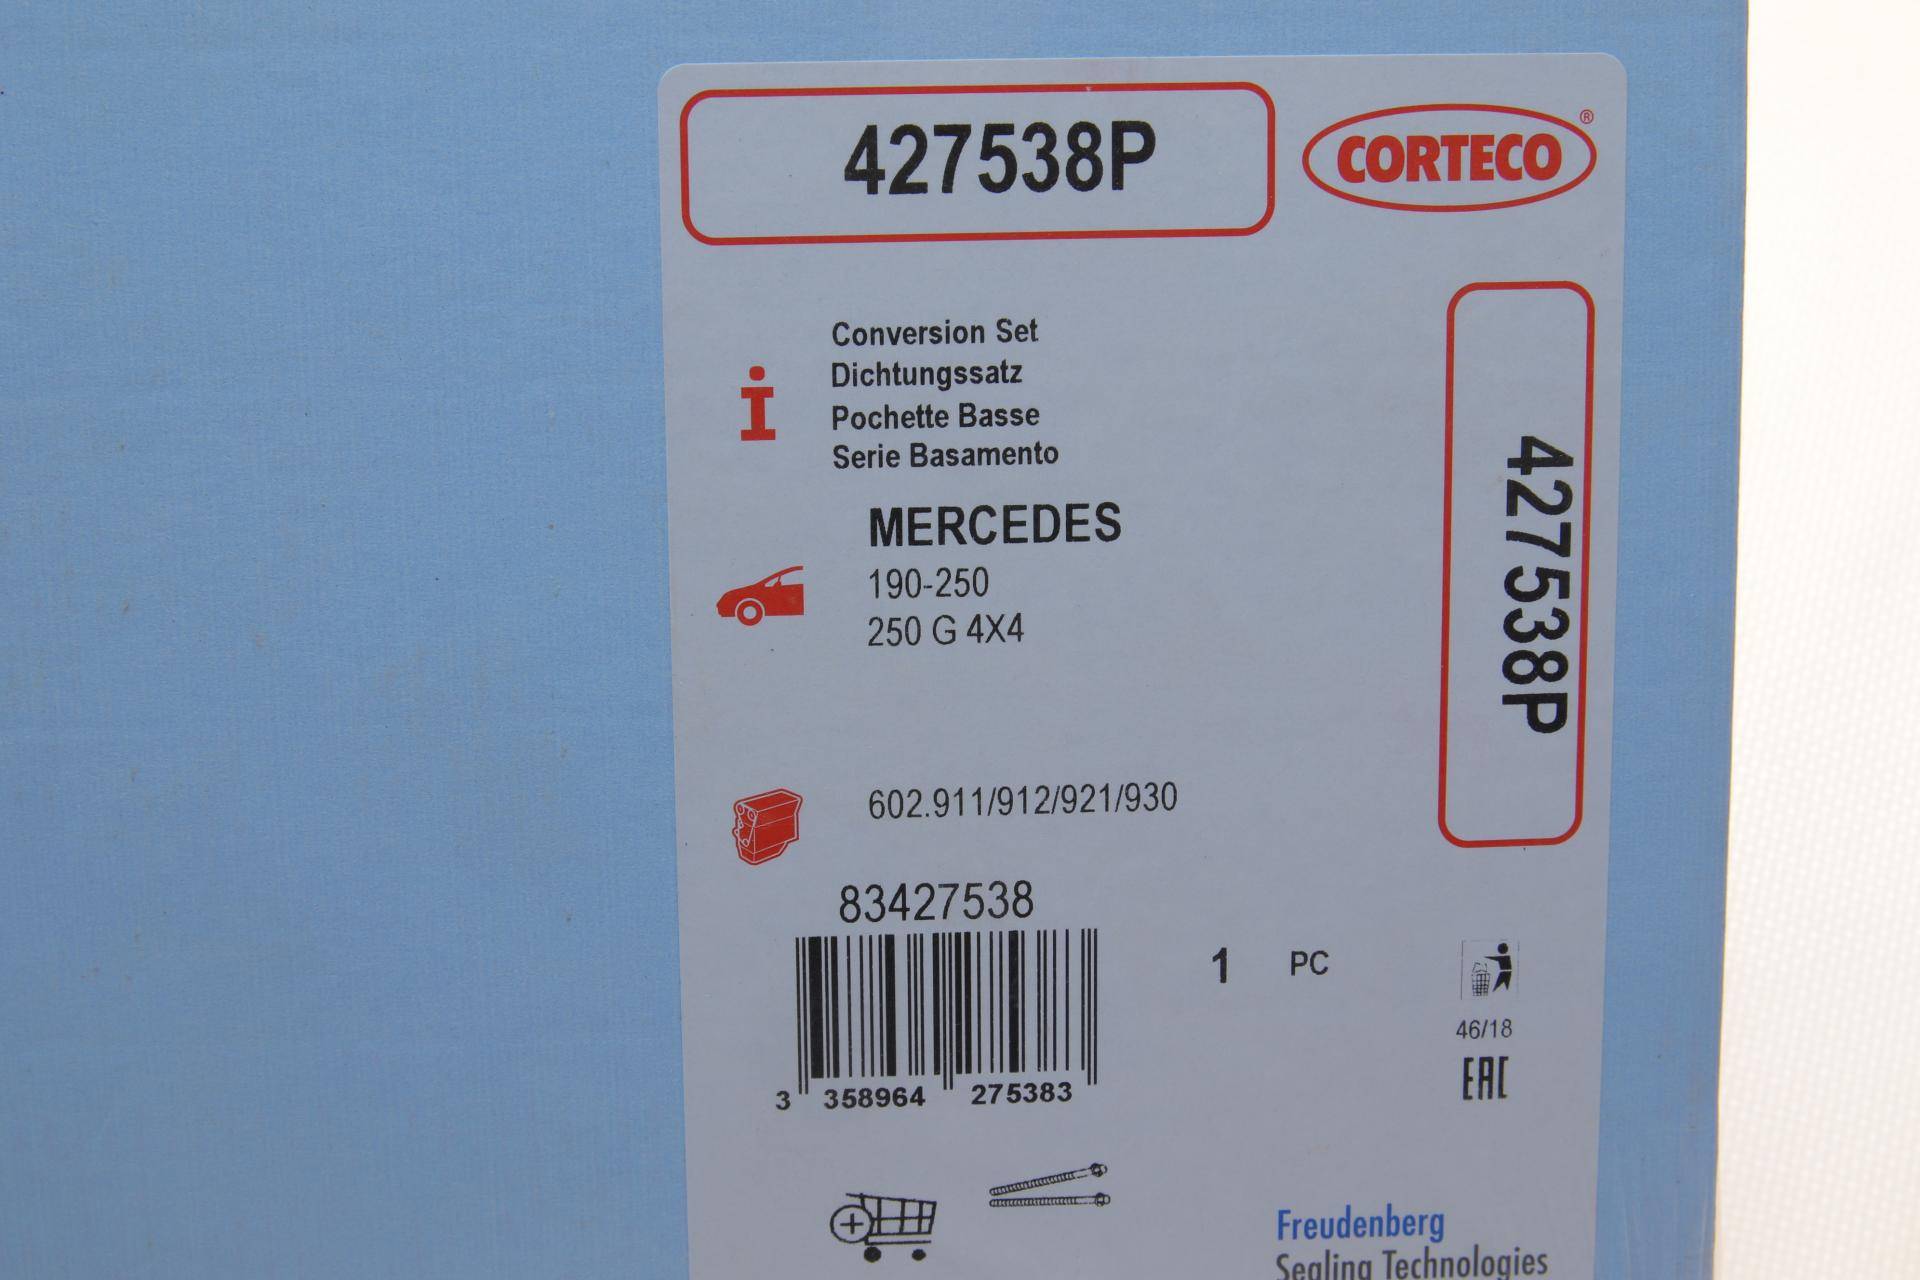 427538P
CORTECO®
Conversion Set
Dichtungssatz
Pochette Basse
Serie Basamento
427538P
MERCEDES
190-250
250 G 4X4
602.911/912/921/930
83427538
1 PC
46/18
EAC
3 358964 275383
Freudenberg
Sealing Technologies